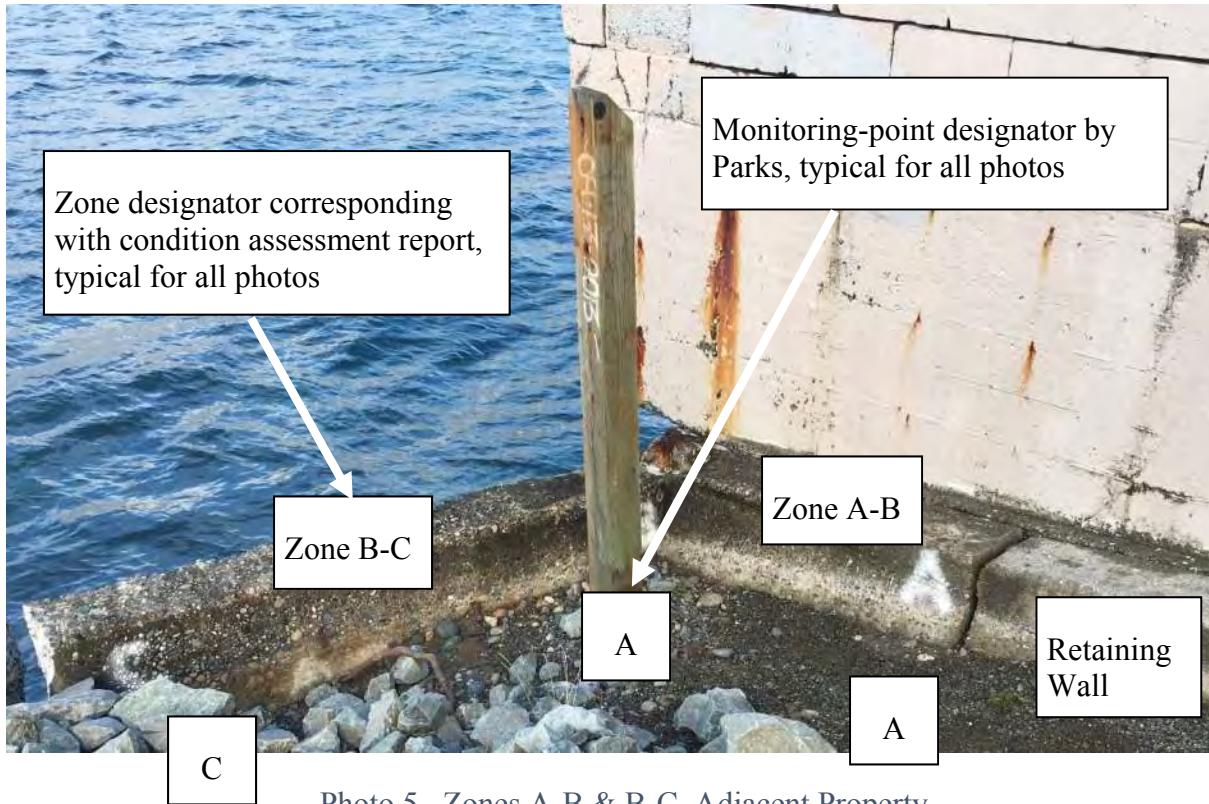 Monitoring-point designator by
Parks, typical for all photos
Zone designator corresponding
with condition assessment report,
typical for all photos
Zone A-B
Zone B-C
A
Retaining
Wall
A
C
A
C
Photo 5 - Zones A-B & B-C, Adjacent Property